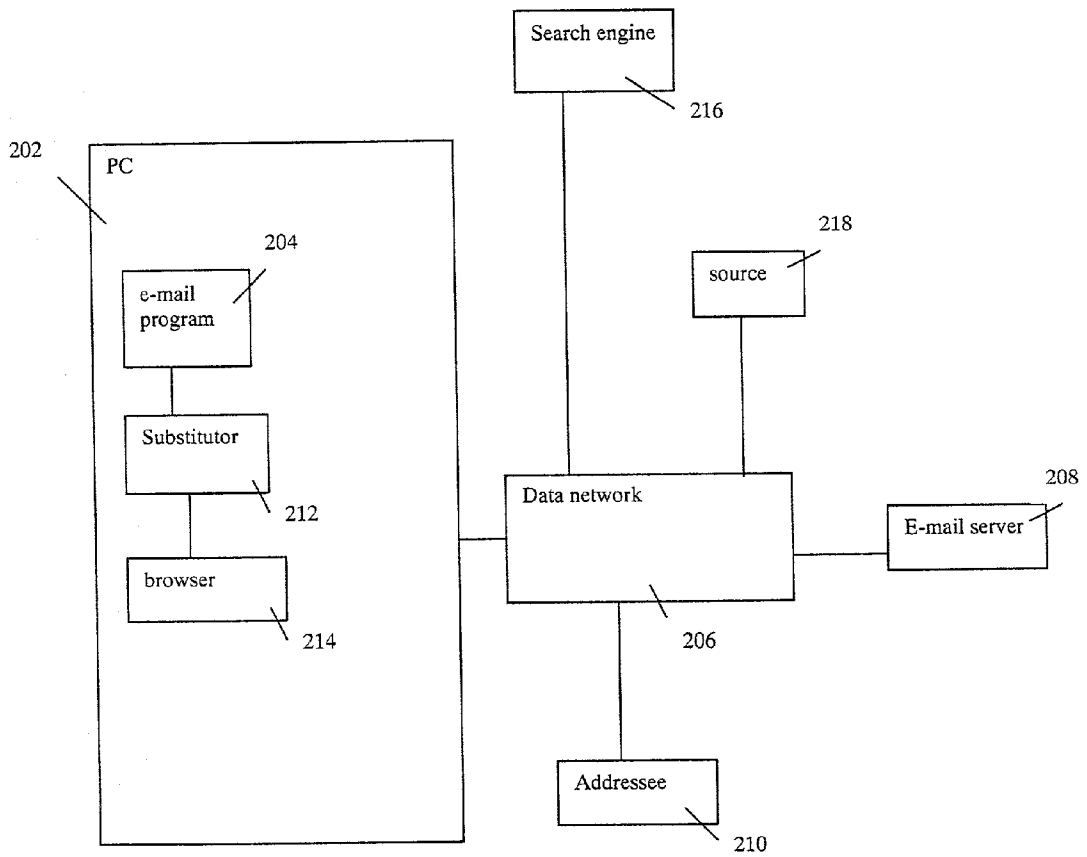 Search engine
216
202
PC
218
source
204
e-mail
program
Substitutor
212
Data network
208
E-mail server
browser
214
206
Addressee
210